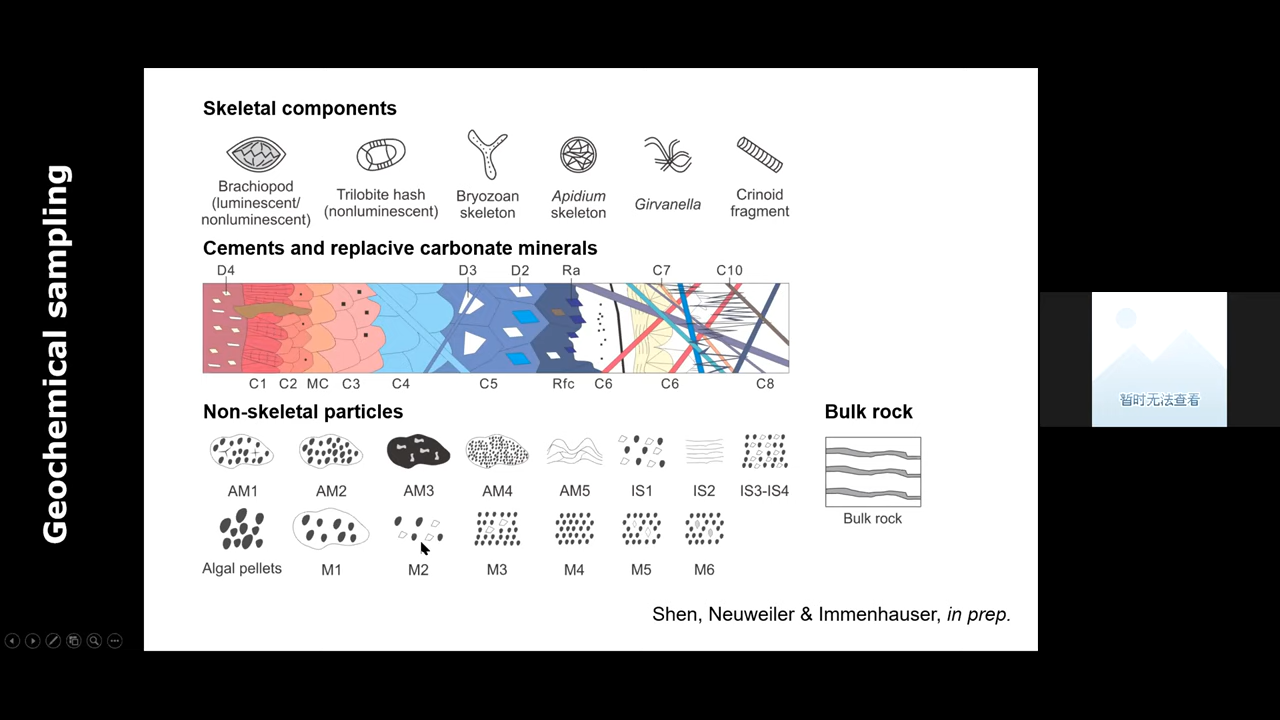 Geochemical sampling
Skeletal components
Brachiopod
(luminescent/
nonluminescent)
Trilobite hash
(nonluminescent)
Bryozoan
skeleton
Apidium
skeleton
Girvanella
Crinoid
fragment
Cements and replacive carbonate minerals
D4 D3 D2 Ra C7 C10
C1 C2 MC C3 C4 C5 Rfc C6 C6 C8
Non-skeletal particles
AM1 AM2 AM3 AM4 AM5 IS1 IS2 IS3-IS4
Algal pellets M1 M2 M3 M4 M5 M6
Bulk rock
Bulk rock
Shen, Neuweiler & Immenhauser, in prep.
暂时无法查看